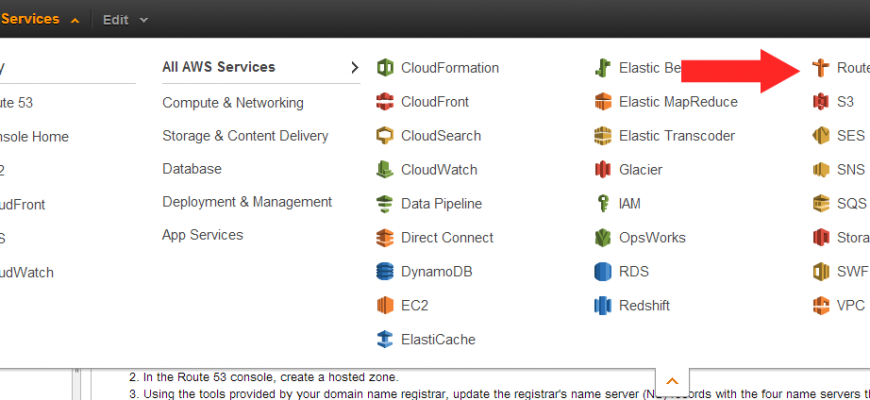 Services
Edit
y
ute 53
nsole Home
2
udFront
S
udWatch
All AWS Services
Compute & Networking
Storage & Content Delivery
Database
Deployment & Management
App Services
CloudFormation
CloudFront
CloudSearch
CloudWatch
Data Pipeline
Direct Connect
DynamoDB
EC2
ElastiCache
Elastic Be
Elastic MapReduce
Elastic Transcoder
Glacier
IAM
OpsWorks
RDS
Redshift
Route
S3
SES
SNS
SQS
Stora
SWF
VPC
2. In the Route 53 console, create a hosted zone.
3. Using the tools provided by your domain name registrar, update the registrar's name server (N records with the four name servers th